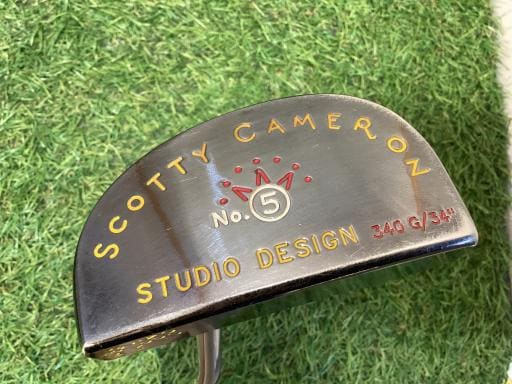 SCOTTY CAMERON
No. 5
STUDIO DESIGN 340 G/34"